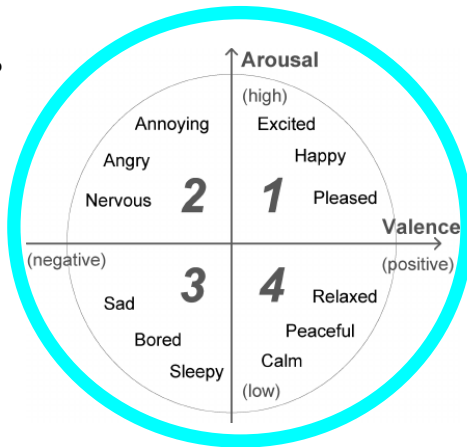 Arousal
(high)
Annoying Excited
Angry Happy
Nervous 2 1 Pleased
Valence
(negative) (positive)
3 4 Relaxed
Sad
Bored Peaceful
Sleepy Calm
(low)